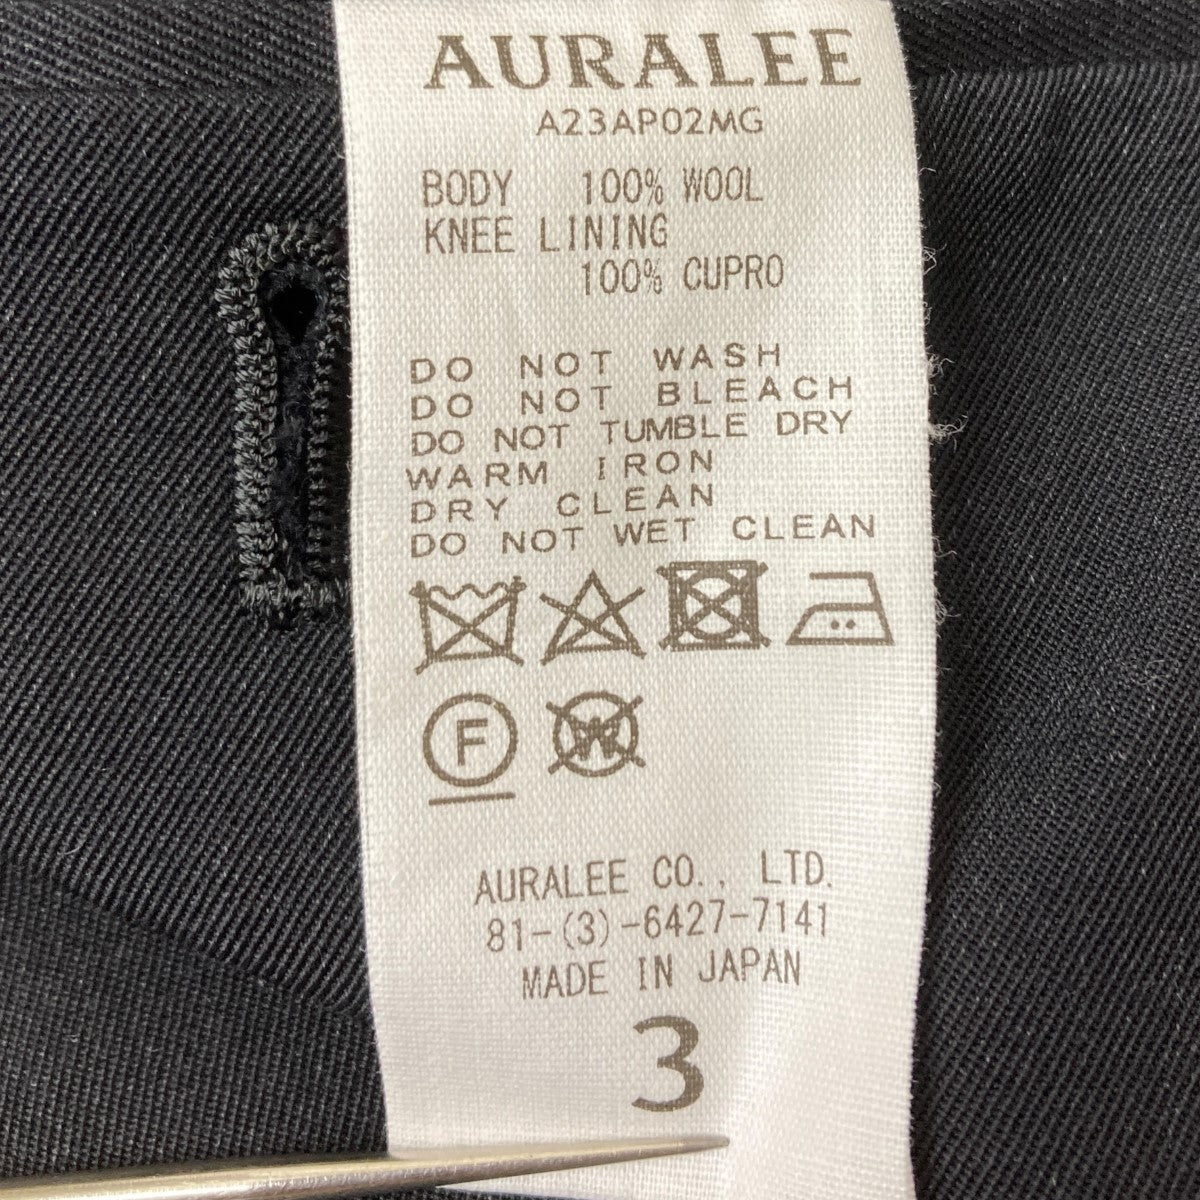 AURALEE
A23AP02MG
BODY 100% WOOL
KNEE LINING
100% CUPRO
DO NOT WASH
DO NOT BLEACH
DO NOT TUMBLE DRY
WARM IRON
DRY CLEAN
DO NOT WET CLEAN
F W
AURALEE CO., LTD.
81-(3)-6427-7141
MADE IN JAPAN
3